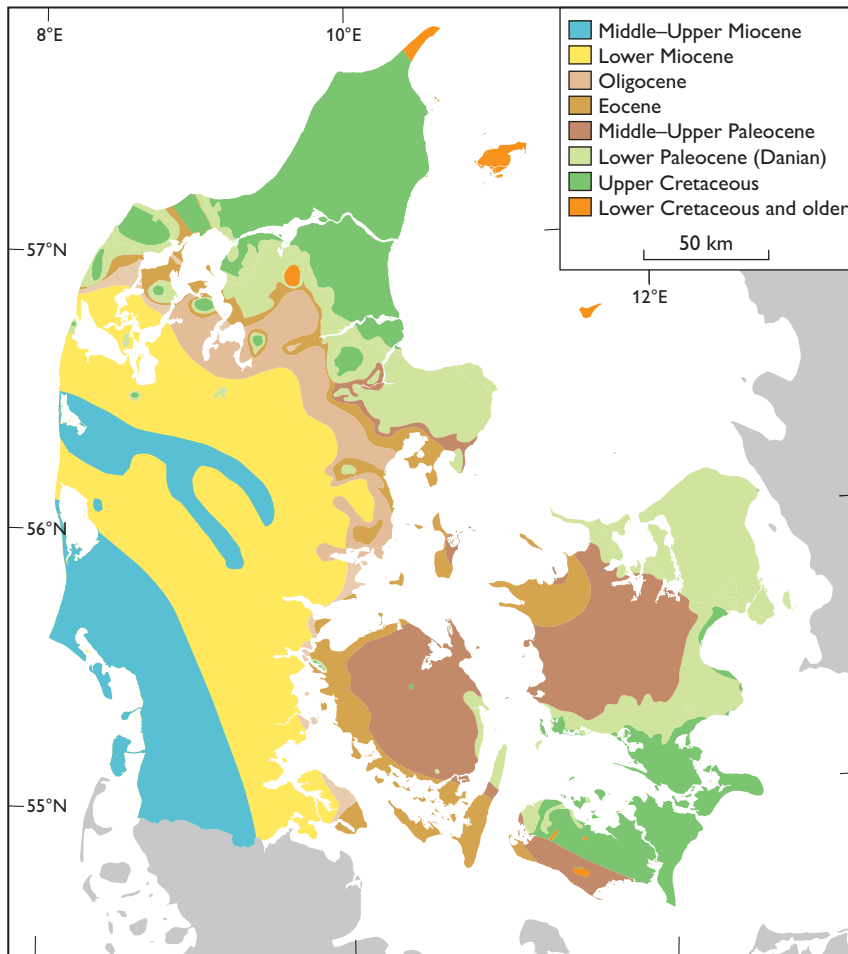 8°E
10°E
Middle–Upper Miocene
Lower Miocene
Oligocene
Eocene
Middle–Upper Paleocene
Lower Paleocene (Danian)
Upper Cretaceous
Lower Cretaceous and older
50 km
57°N
12°E
56°N
55°N